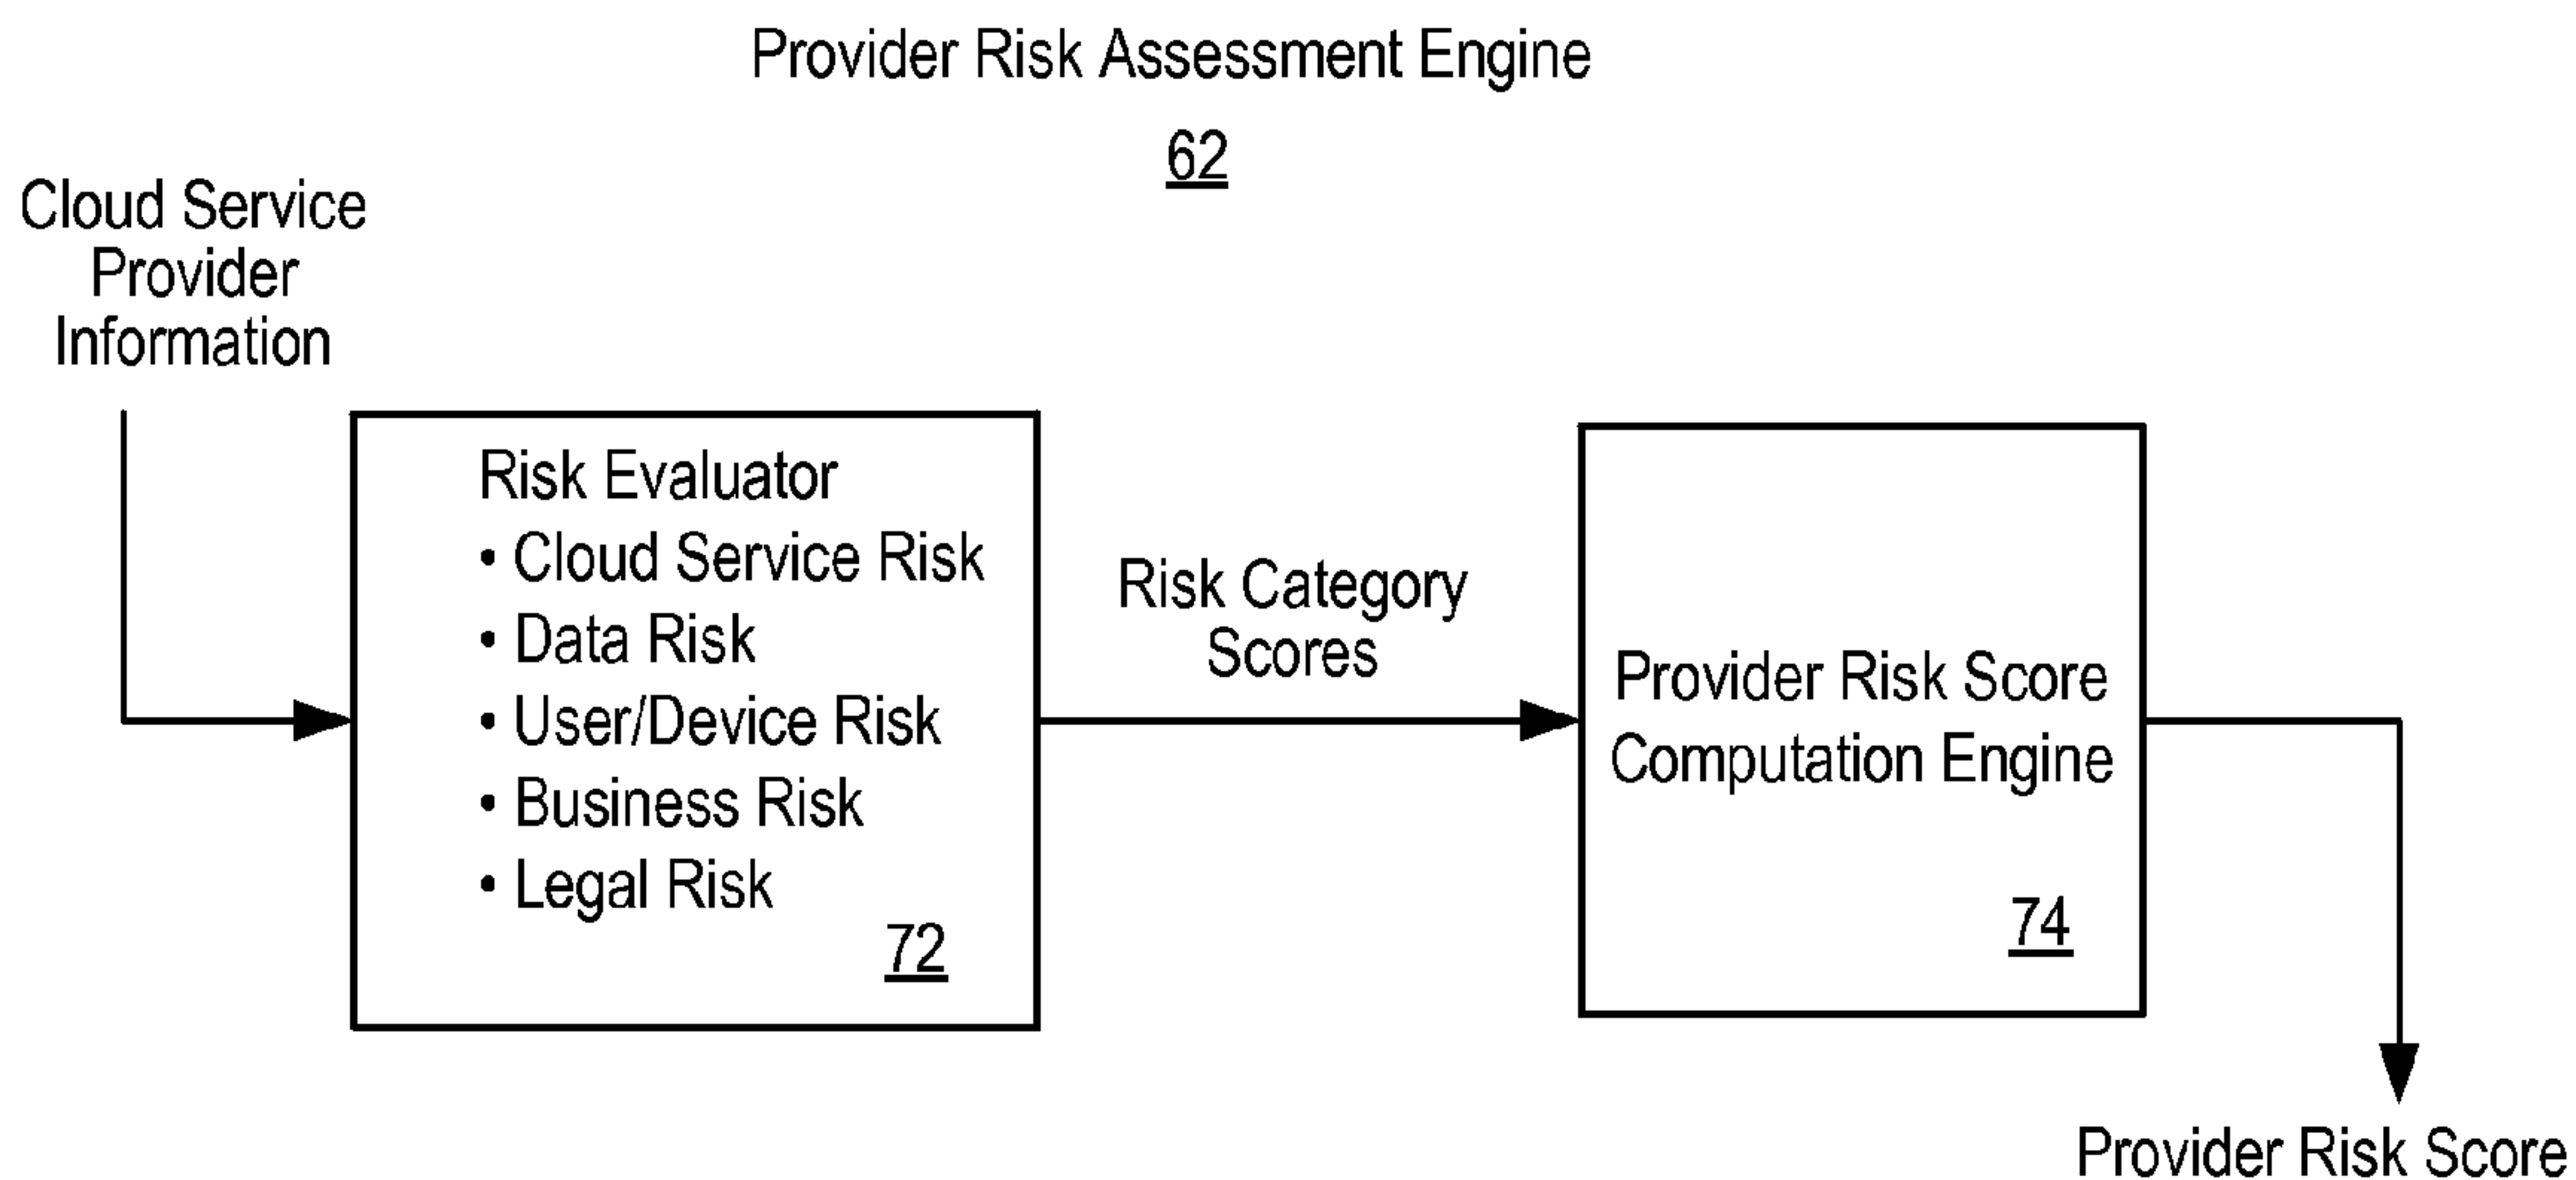 Provider Risk Assessment Engine
62
Cloud Service
Provider
Information
Risk Evaluator
• Cloud Service Risk
• Data Risk
• User/Device Risk
• Business Risk
• Legal Risk
72
Risk Category
Scores
Provider Risk Score
Computation Engine
74
Provider Risk Score